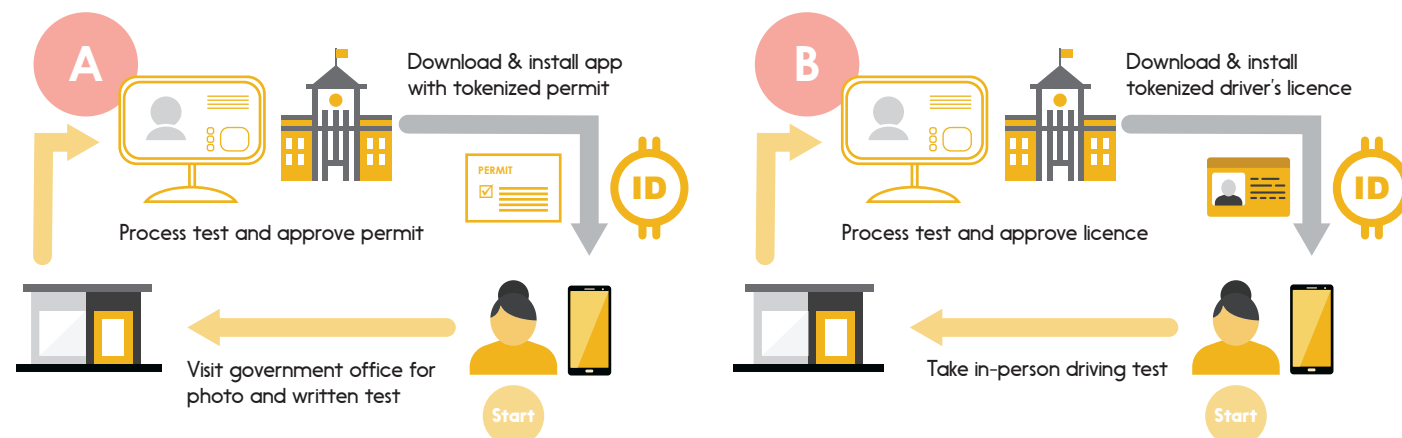 A
Download & install app
with tokenized permit
PERMIT
ID
Process test and approve permit
Visit government office for
photo and written test
Start
B
Download & install
tokenized driver's licence
ID
Process test and approve licence
Take in-person driving test
Start